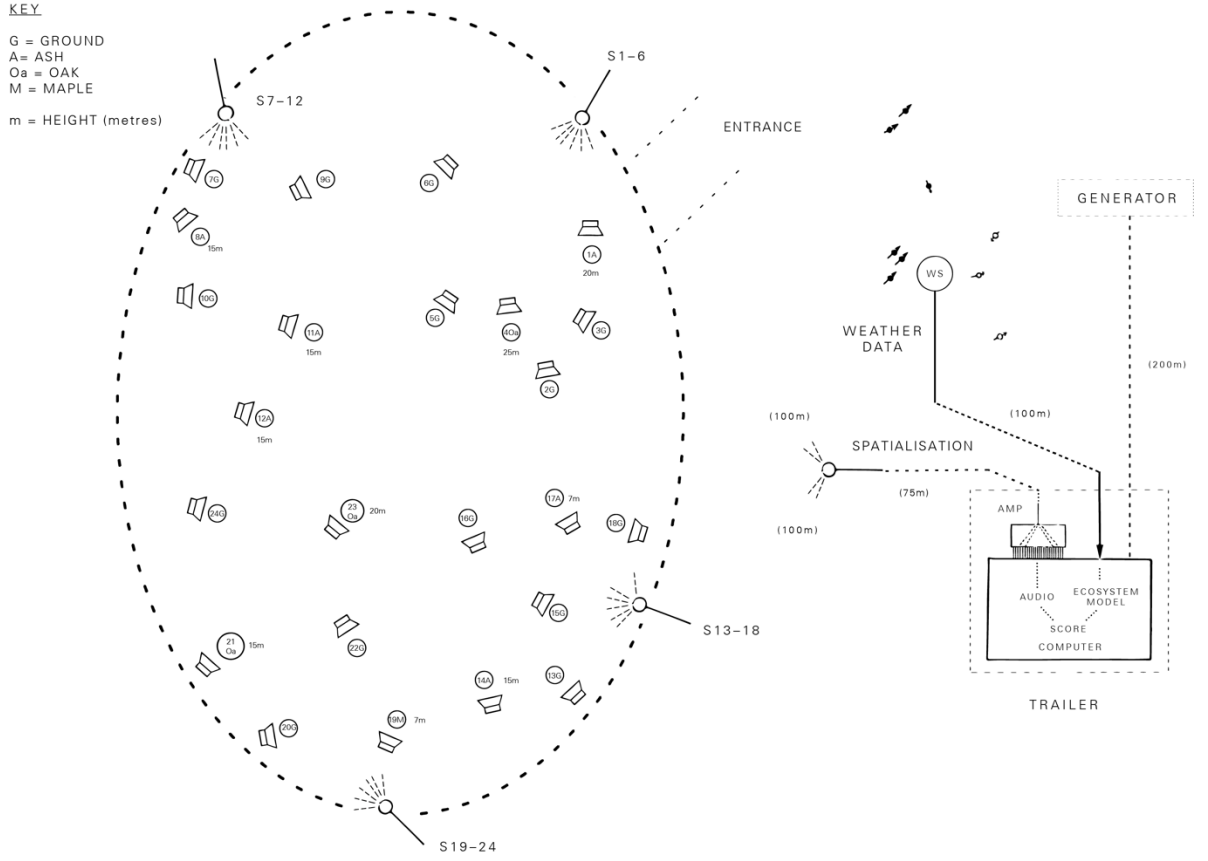 KEY
G = GROUND
A= ASH
Oa = OAK
M = MAPLE
m = HEIGHT (metres)
S7–12
S1–6
ENTRANCE
7G
9G
6G
8A
15m
1A
20m
10G
5G
4Oa
25m
3G
11A
15m
2G
12A
15m
24G
23
Oa
20m
16G
17A
7m
18G
15G
S13–18
22G
21
Oa
15m
14A
15m
13G
20G
19M
7m
S19–24
GENERATOR
WS
WEATHER
DATA
(200m)
(100m)
(100m)
SPATIALISATION
(75m)
(100m)
AMP
AUDIO
ECOSYSTEM
MODEL
SCORE
COMPUTER
TRAILER